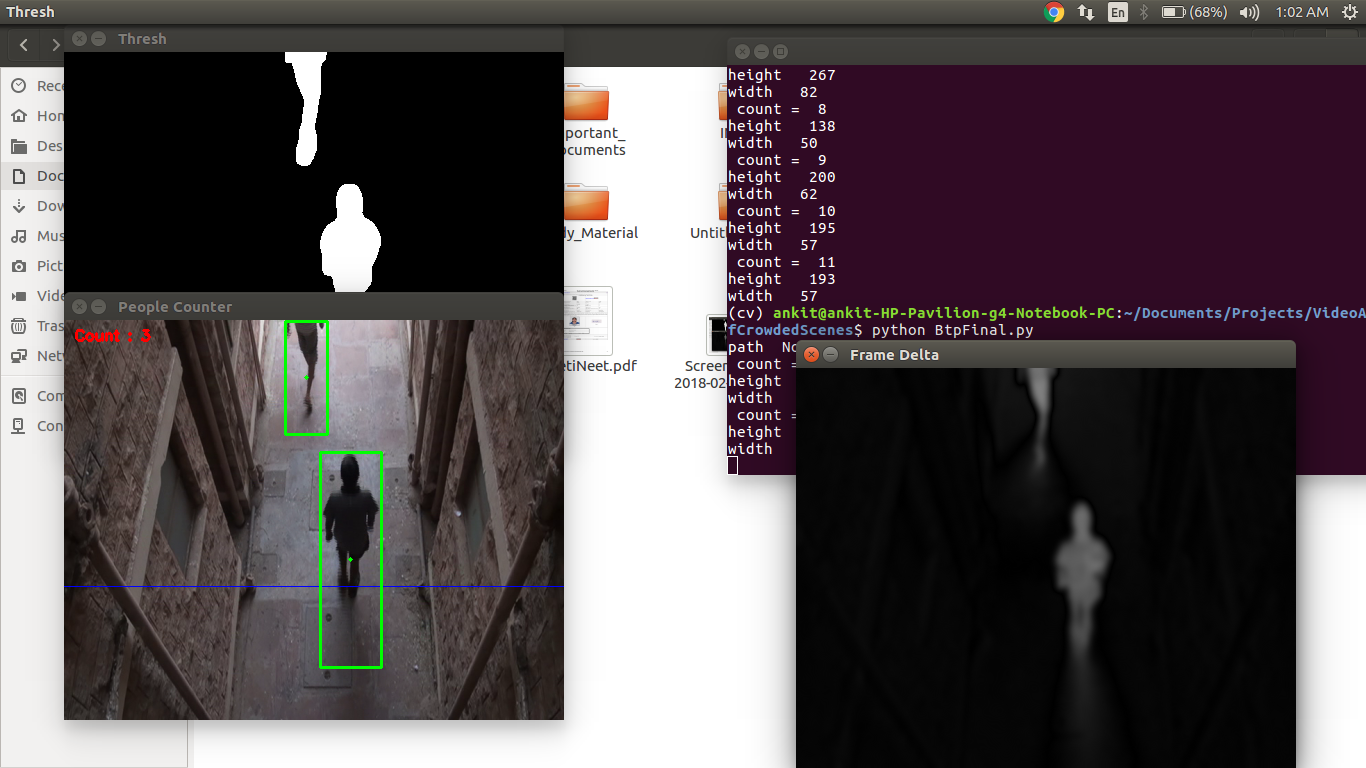 Thresh
En
(68%)
1:02 AM
Thresh
Rece
Hon
Des
Doc
Dow
Mus
Pict
Vide
Tras
Netw
Com
Con
portant_
ocuments
dy_Material
etiNeet.pdf
Untit
Screen
2018-02
People Counter
Count : 3
height 267
width 82
count = 8
height 138
width 50
count = 9
height 200
width 62
count = 10
height 195
width 57
count = 11
height 193
width 57
(cv) ankit@ankit-HP-Pavilion-g4-Notebook-PC:~/Documents/Projects/VideoA
fCrowdedScenes$ python BtpFinal.py
path No
count =
height
width
count =
height
width
Frame Delta